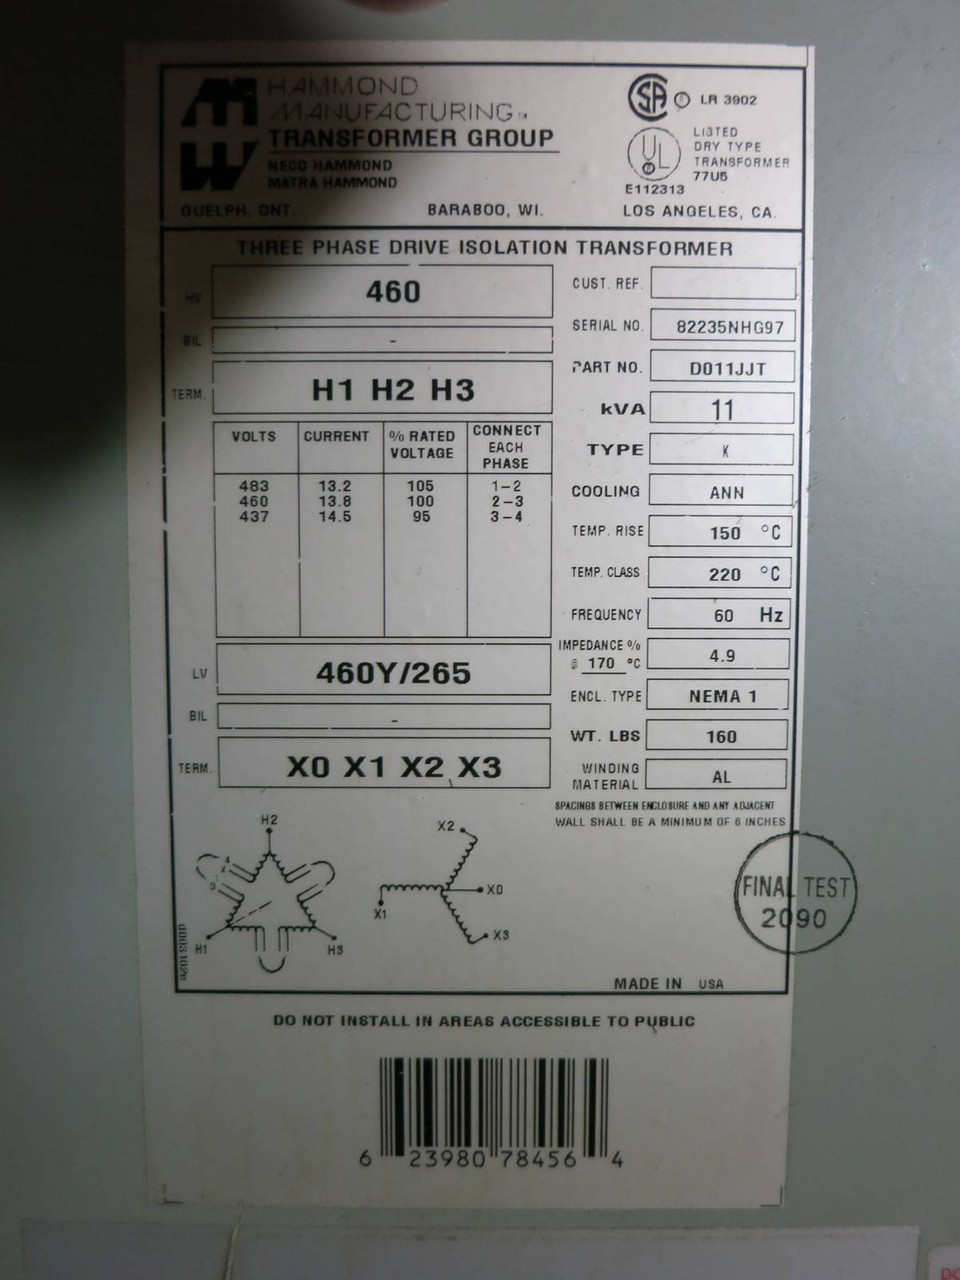 HAMMOND
MANUFACTURING™
TRANSFORMER GROUP
NECO HAMMOND
MATRA HAMMOND
GUELPH, ONT.
BARABOO, WI.
LOS ANGELES, CA.
LR 3902
UL
LISTED
DRY TYPE
TRANSFORMER
77U5
E112313
THREE PHASE DRIVE ISOLATION TRANSFORMER
HV 460
BIL -
TERM. H1 H2 H3
VOLTS CURRENT % RATED VOLTAGE CONNECT EACH PHASE
483 13.2 105 1-2
460 13.8 100 2-3
437 14.5 95 3-4
LV 460Y/265
BIL -
TERM. X0 X1 X2 X3
CUST. REF.
SERIAL NO. 82235NHG97
PART NO. D011JJT
kVA 11
TYPE K
COOLING ANN
TEMP. RISE 150 °C
TEMP. CLASS 220 °C
FREQUENCY 60 Hz
IMPEDANCE %
@ 170 °C 4.9
ENCL. TYPE NEMA 1
WT. LBS 160
WINDING
MATERIAL AL
SPACINGS BETWEEN ENCLOSURE AND ANY ADJACENT
WALL SHALL BE A MINIMUM OF 6 INCHES
H2
H1
H3
X2
X0
X1
X3
FINAL TEST
2090
MADE IN USA
DO NOT INSTALL IN AREAS ACCESSIBLE TO PUBLIC
6 23980 78456 4